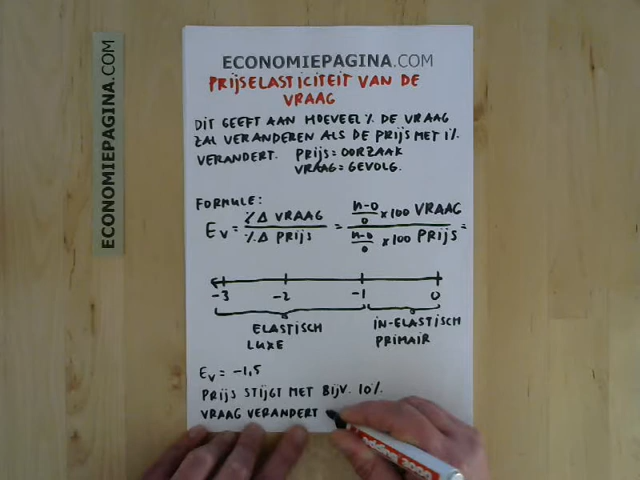 ECONOMIEPAGINA.COM
ECONOMIEPAGINA.COM
PRIJSELASTICITEIT VAN DE
VRAAG
DIT GEEFT AAN HOEVEEL % DE VRAAG
ZAL VERANDEREN ALS DE PRIJS MET 1%
VERANDERT. PRIJS = OORZAAK
VRAAG = GEVOLG.
FORMULE:
Ev = % Δ VRAAG / % Δ PRIJS = n-o/o x 100 VRAAG / n-o/o x 100 PRIJS =
-3 -2 -1 0
ELASTISCH IN-ELASTISCH
LUXE PRIMAIR
Ev = -1,5
PRIJS STIJGT MET BIJV. 10%
VRAAG VERANDERT
edding 3000